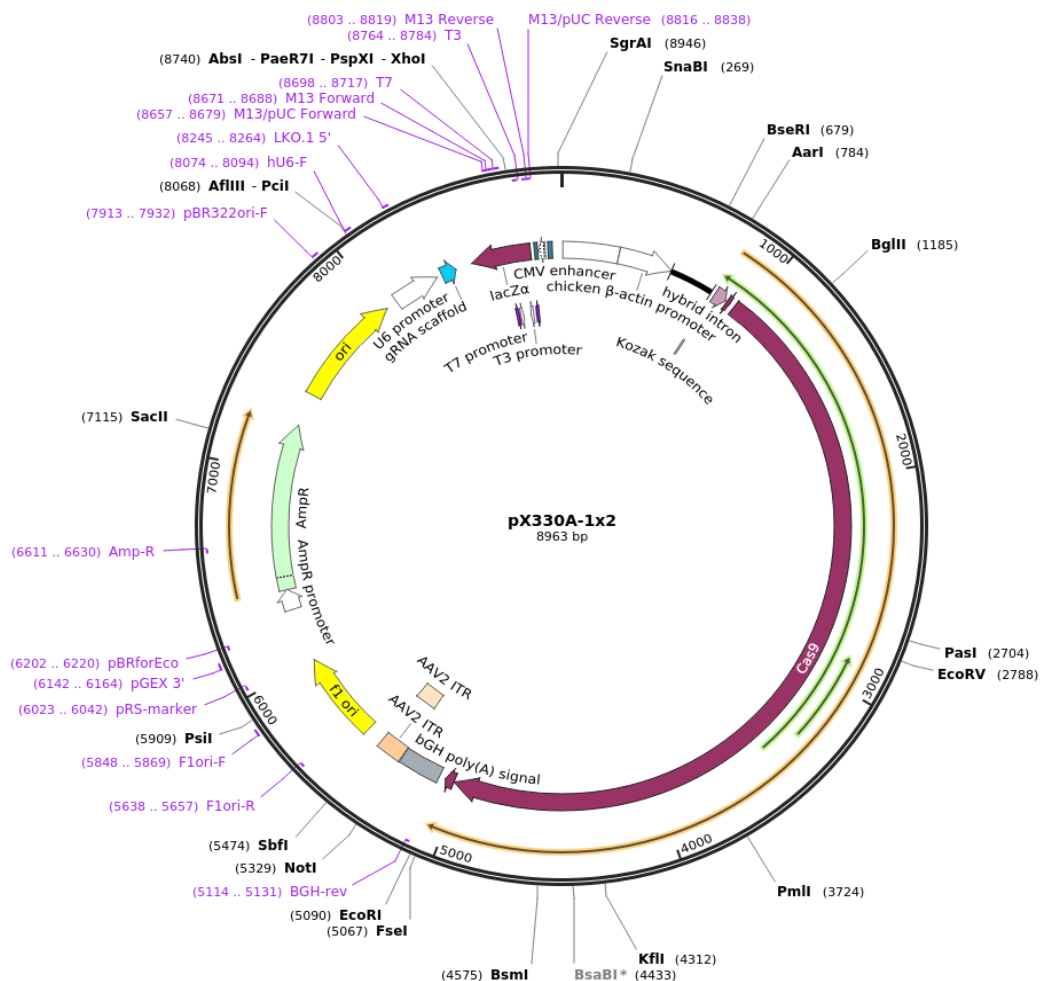 (8803 .. 8819) M13 Reverse
M13/pUC Reverse (8816 .. 8838)
(8764 .. 8784) T3
SgrAI (8946)
(8740) AbsI - PaeR7I - PspXI - XhoI
SnaBI (269)
(8698 .. 8717) T7
(8671 .. 8688) M13 Forward
(8657 .. 8679) M13/pUC Forward
BseRI (679)
(8245 .. 8264) LKO.1 5'
AarI (784)
(8074 .. 8094) hU6-F
(8068) AflIII - PciI
(7913 .. 7932) pBR322ori-F
BglII (1185)
1000
8000
CMV enhancer
chicken β-actin promoter
hybrid intron
lacZα
U6 promoter
gRNA scaffold
T7 promoter
T3 promoter
Kozak sequence
ori
(7115) SacII
2000
7000
AmpR
pX330A-1x2
8963 bp
(6611 .. 6630) Amp-R
AmpR promoter
Cas9
(6202 .. 6220) pBRforEco
PasI (2704)
EcoRV (2788)
(6142 .. 6164) pGEX 3'
3000
AAV2 ITR
f1 ori
(6023 .. 6042) pRS-marker
6000
AAV2 ITR
(5909) PsiI
bGH poly(A) signal
(5848 .. 5869) F1ori-F
(5638 .. 5657) F1ori-R
(5474) SbfI
4000
5000
(5329) NotI
(5114 .. 5131) BGH-rev
PmlI (3724)
(5090) EcoRI
(5067) FseI
KflI (4312)
(4575) BsmI
BsaBI * (4433)